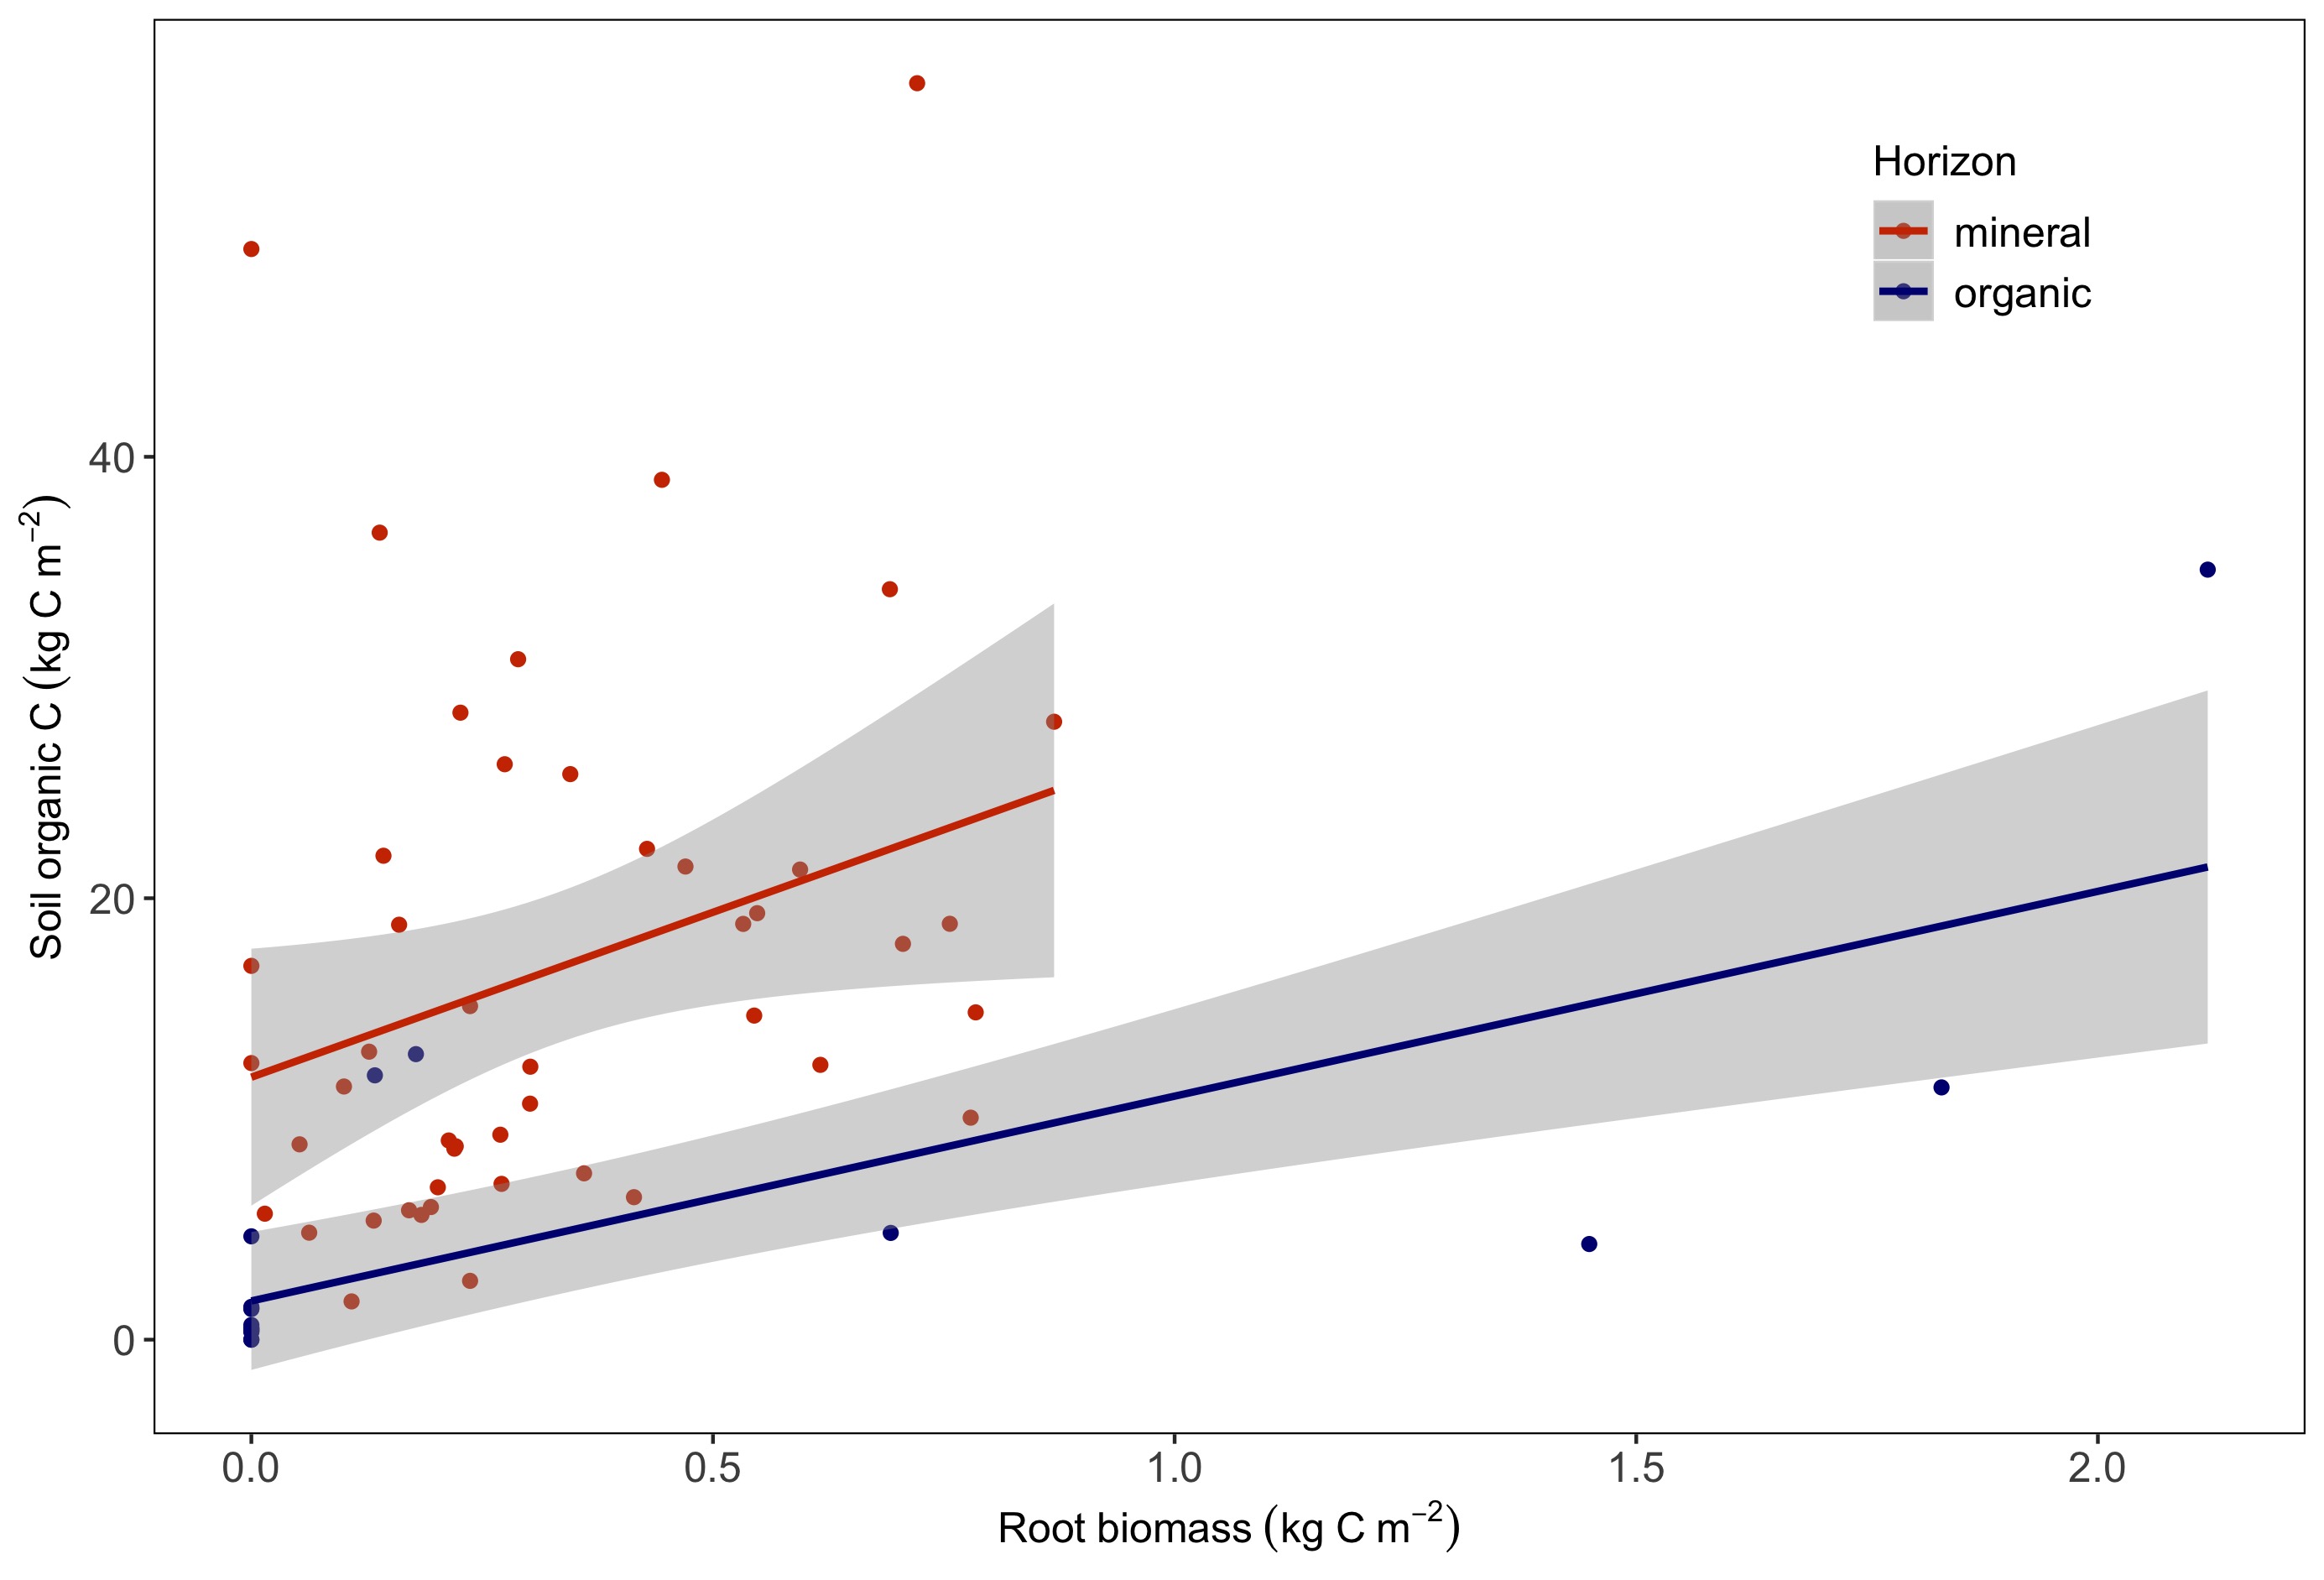 Horizon
mineral
organic
40
20
0
Soil organic C (kg C m⁻²)
0.0 0.5 1.0 1.5 2.0
Root biomass (kg C m⁻²)